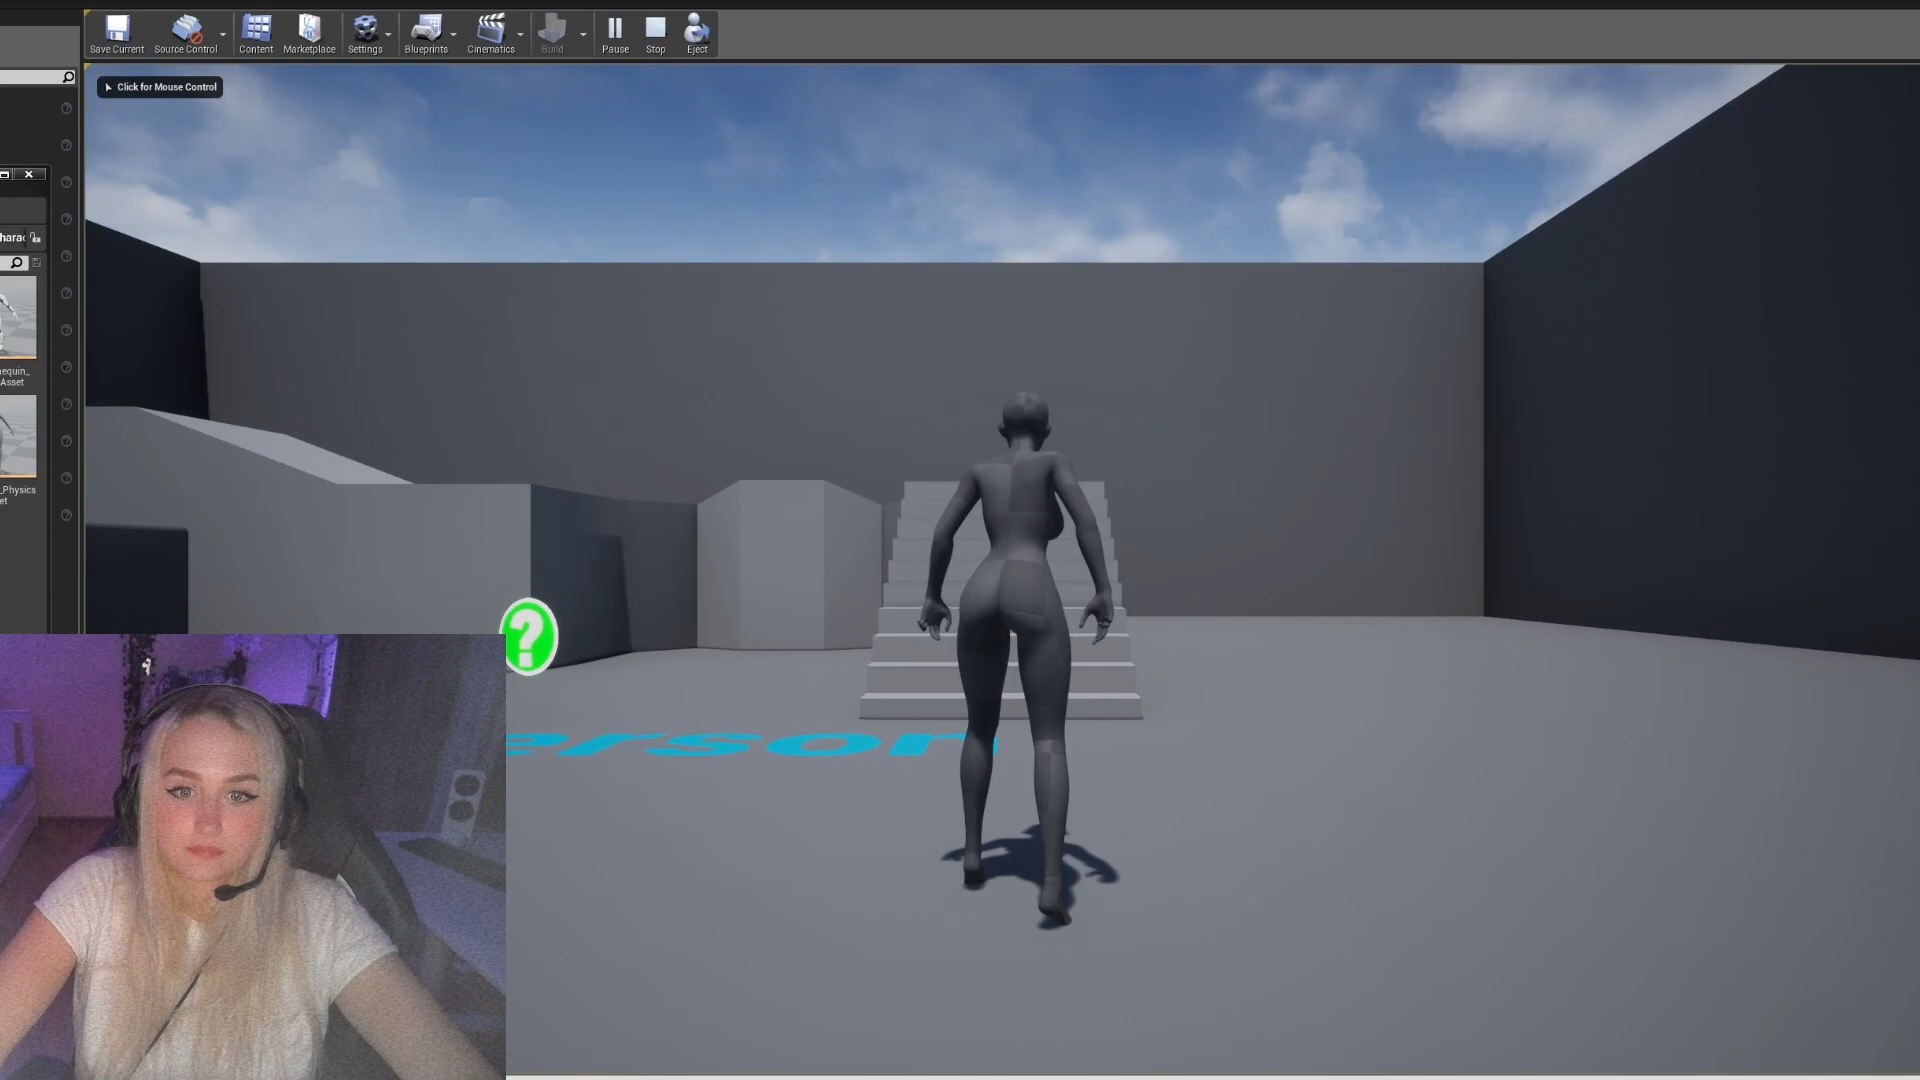 Save Current
Source Control
Content
Marketplace
Settings
Blueprints
Cinematics
Build
Pause
Stop
Eject
Click for Mouse Control
harac
equin_
Asset
_Physics
et
?
erson